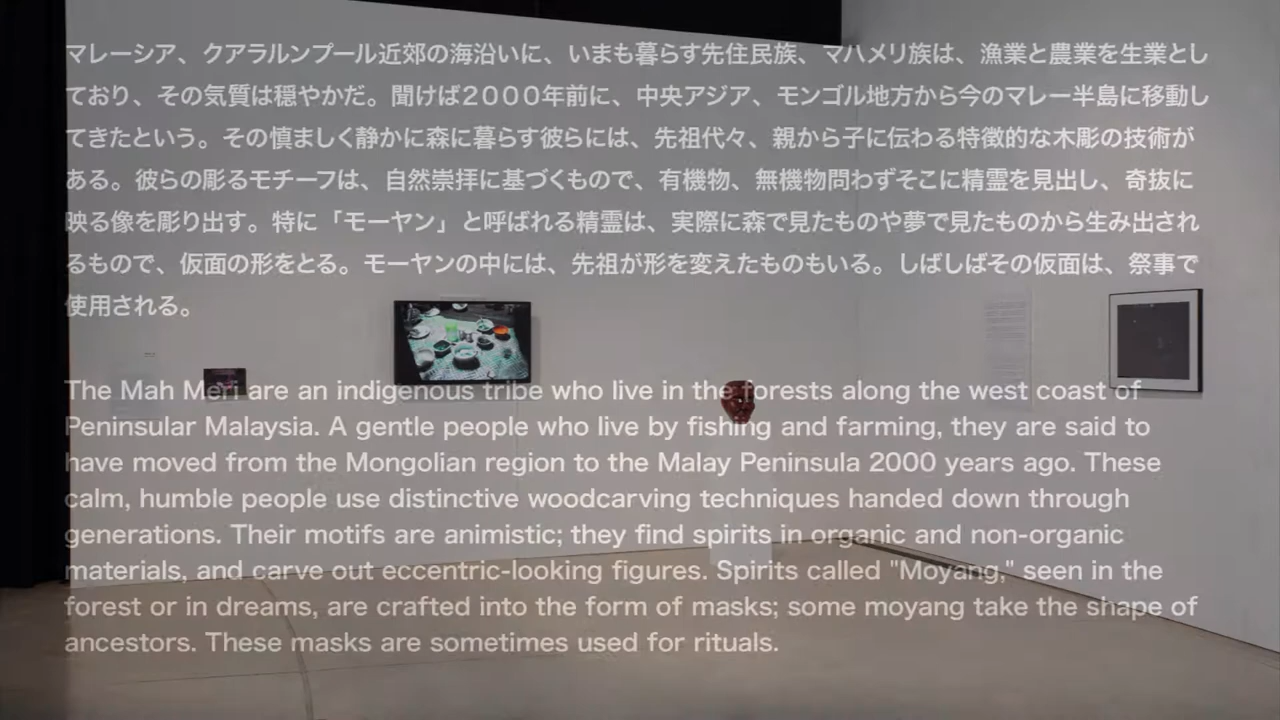 マレーシア、クアラルンプール近郊の海沿いに、いまも暮らす先住民族、マハメリ族は、漁業と農業を生業とし
ており、その気質は穏やかだ。聞けば２０００年前に、中央アジア、モンゴル地方から今のマレー半島に移動し
てきたという。その慎ましく静かに森に暮らす彼らには、先祖代々、親から子に伝わる特徴的な木彫の技術が
ある。彼らの彫るモチーフは、自然崇拝に基づくもので、有機物、無機物問わずそこに精霊を見出し、奇抜に
映る像を彫り出す。特に「モーヤン」と呼ばれる精霊は、実際に森で見たものや夢で見たものから生み出され
るもので、仮面の形をとる。モーヤンの中には、先祖が形を変えたものもいる。しばしばその仮面は、祭事で
使用される。
The Mah Meri are an indigenous tribe who live in the forests along the west coast of
Peninsular Malaysia. A gentle people who live by fishing and farming, they are said to
have moved from the Mongolian region to the Malay Peninsula 2000 years ago. These
calm, humble people use distinctive woodcarving techniques handed down through
generations. Their motifs are animistic; they find spirits in organic and non-organic
materials, and carve out eccentric-looking figures. Spirits called "Moyang," seen in the
forest or in dreams, are crafted into the form of masks; some moyang take the shape of
ancestors. These masks are sometimes used for rituals.